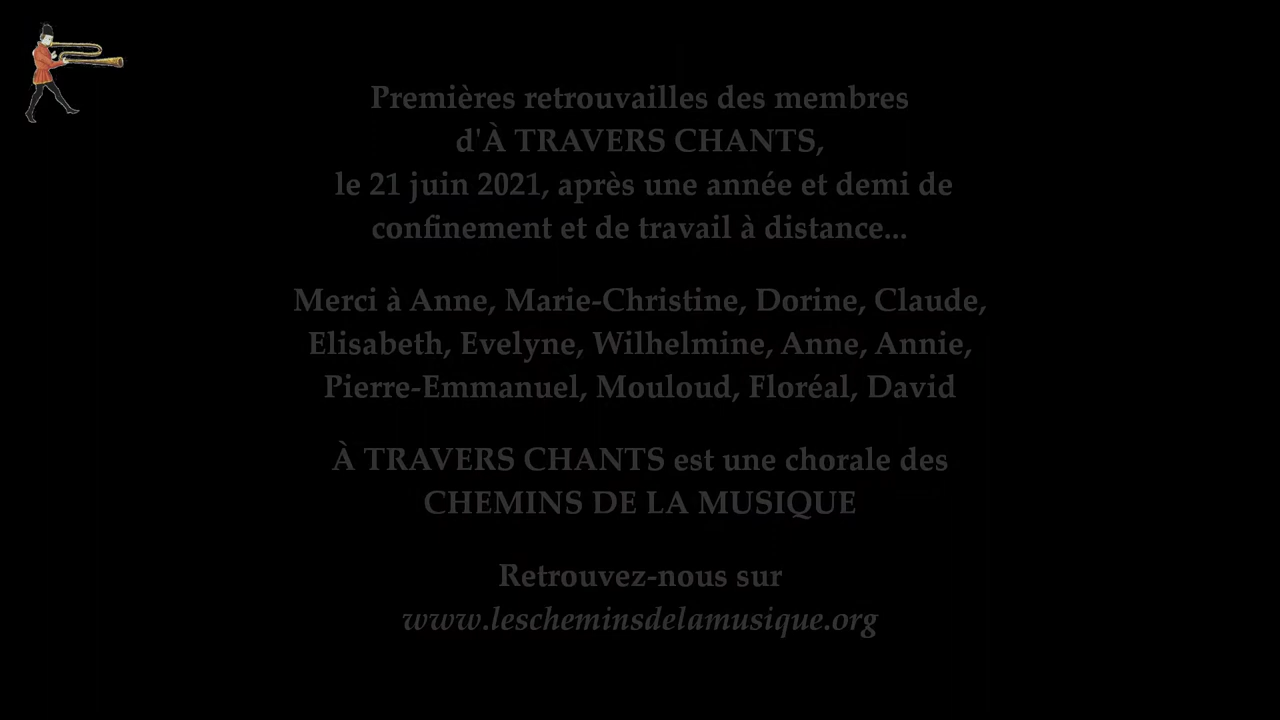 Premières retrouvailles des membres
d'À TRAVERS CHANTS,
le 21 juin 2021, après une année et demi de
confinement et de travail à distance...
Merci à Anne, Marie-Christine, Dorine, Claude,
Elisabeth, Evelyne, Wilhelmine, Anne, Annie,
Pierre-Emmanuel, Mouloud, Floréal, David
À TRAVERS CHANTS est une chorale des
CHEMINS DE LA MUSIQUE
Retrouvez-nous sur
www.lescheminsdelamusique.org